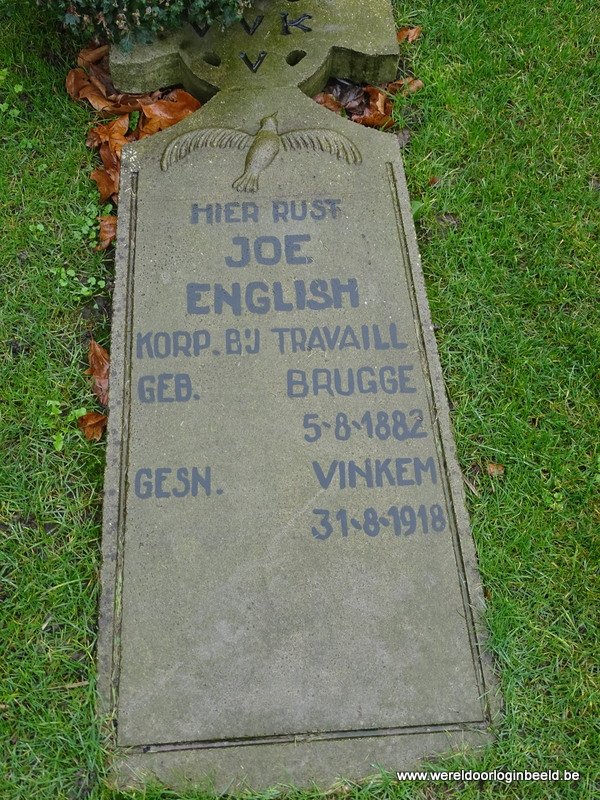 V V K
V
HIER RUST
JOE
ENGLISH
KORP. BIJ TRAVAILL
GEB. BRUGGE
5-8-1882
GESN. VINKEM
31-8-1918
www.wereldoorloginbeeld.be